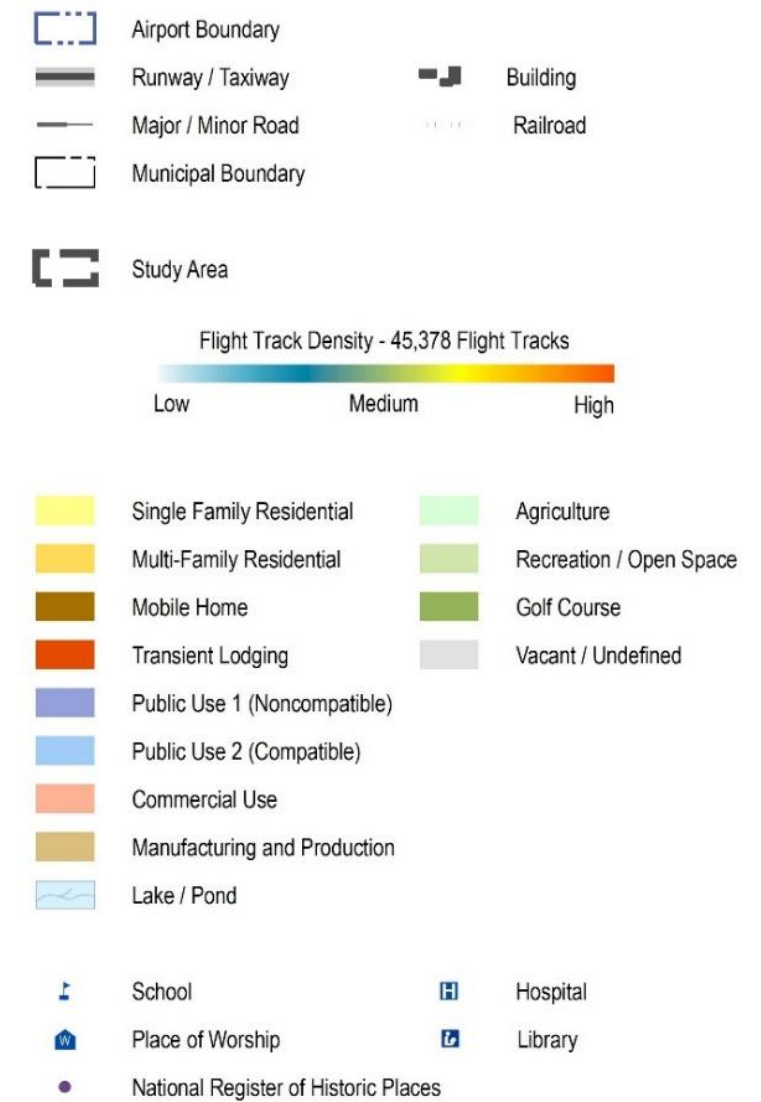 Airport Boundary
Runway / Taxiway
Building
Major / Minor Road
Railroad
Municipal Boundary
Study Area
Flight Track Density - 45,378 Flight Tracks
Low Medium High
Single Family Residential
Agriculture
Multi-Family Residential
Recreation / Open Space
Mobile Home
Golf Course
Transient Lodging
Vacant / Undefined
Public Use 1 (Noncompatible)
Public Use 2 (Compatible)
Commercial Use
Manufacturing and Production
Lake / Pond
School
H Hospital
W Place of Worship
Library
National Register of Historic Places